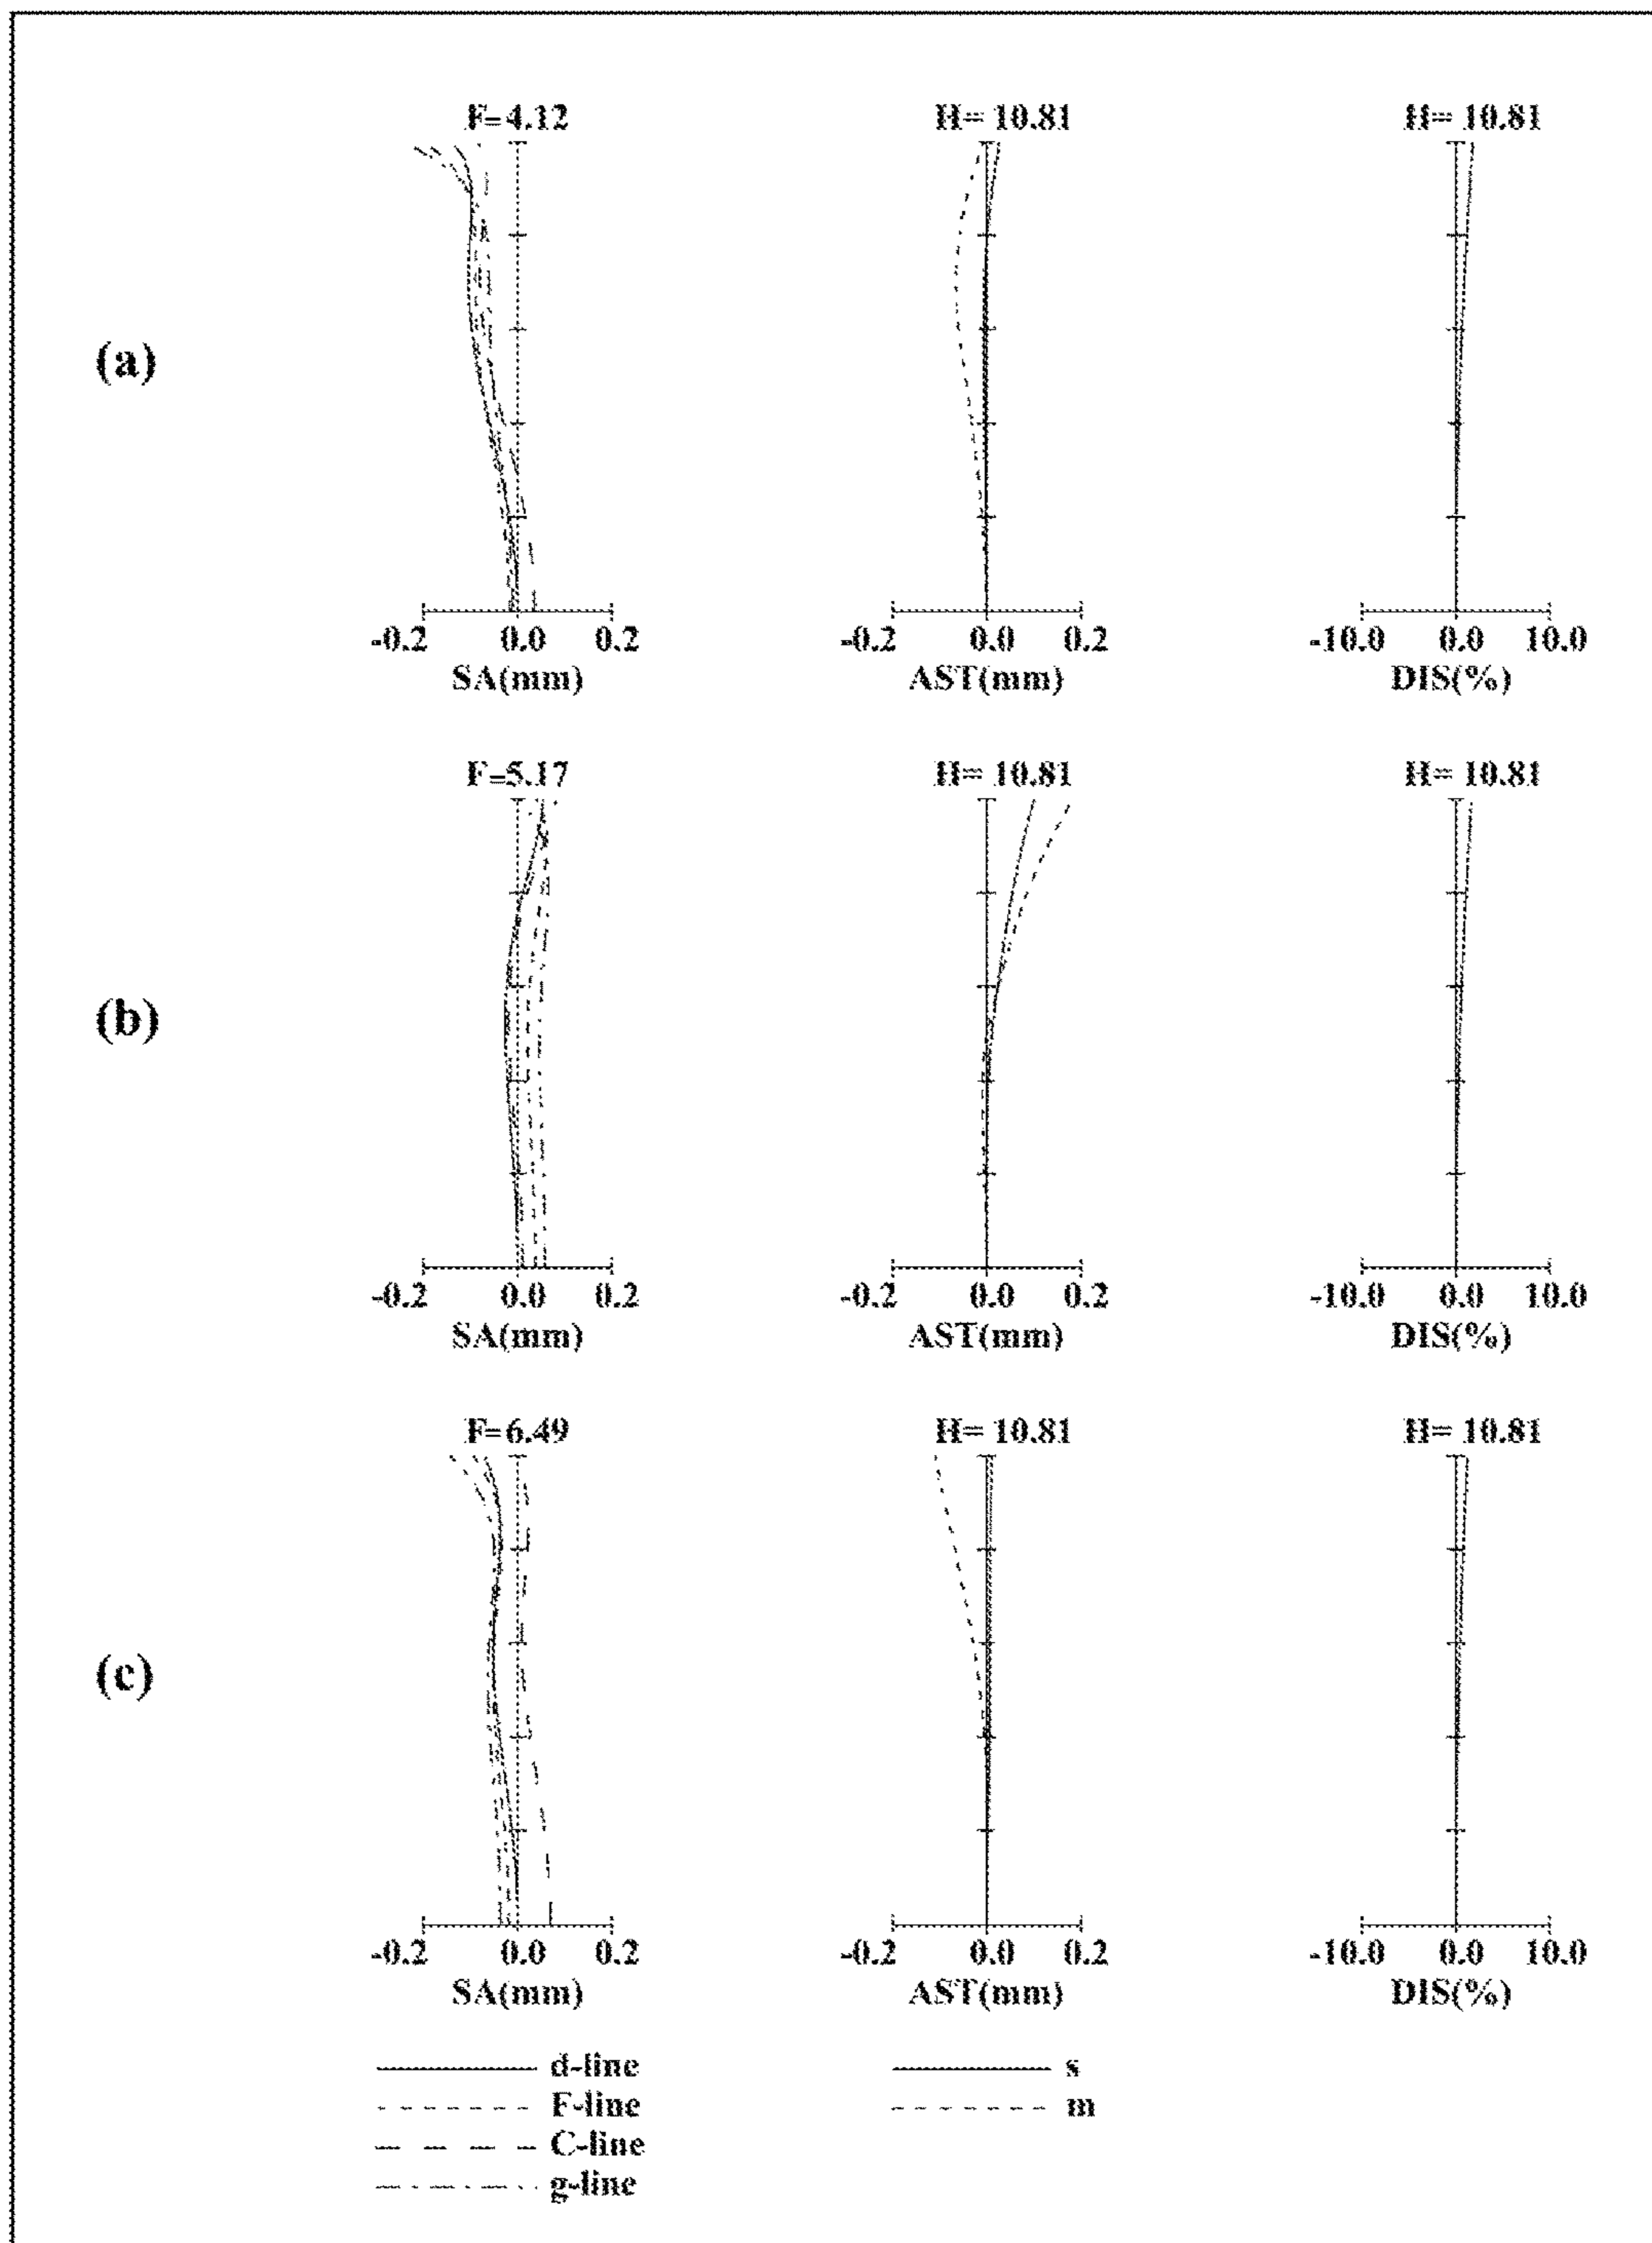 F=4.12 H= 10.81 H= 10.81
(a)
-0.2 0.0 0.2 -0.2 0.0 0.2 -10.0 0.0 10.0
SA(mm) AST(mm) DIS(%)
F=5.17 H= 10.81 H= 10.81
(b)
-0.2 0.0 0.2 -0.2 0.0 0.2 -10.0 0.0 10.0
SA(mm) AST(mm) DIS(%)
F=6.49 H= 10.81 H= 10.81
(c)
-0.2 0.0 0.2 -0.2 0.0 0.2 -10.0 0.0 10.0
SA(mm) AST(mm) DIS(%)
d-line s
F-line m
C-line
g-line